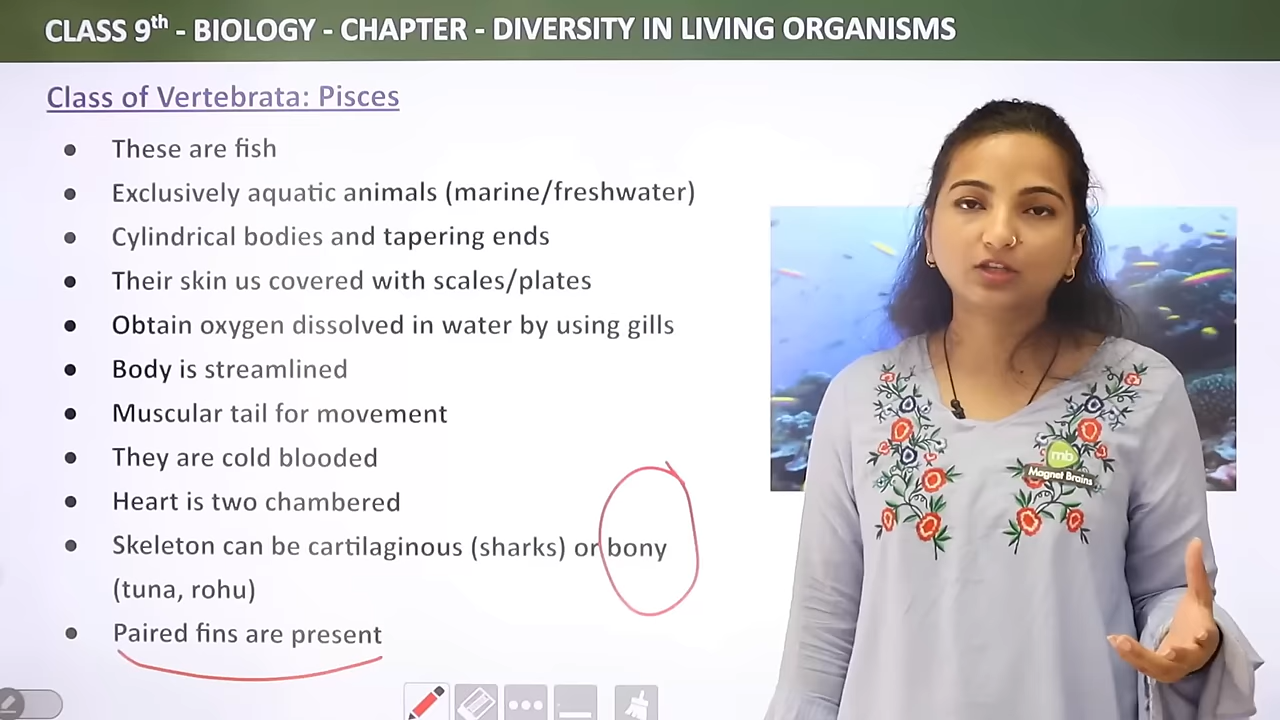 CLASS 9th - BIOLOGY - CHAPTER - DIVERSITY IN LIVING ORGANISMS
Class of Vertebrata: Pisces
● These are fish
● Exclusively aquatic animals (marine/freshwater)
● Cylindrical bodies and tapering ends
● Their skin us covered with scales/plates
● Obtain oxygen dissolved in water by using gills
● Body is streamlined
● Muscular tail for movement
● They are cold blooded
● Heart is two chambered
● Skeleton can be cartilaginous (sharks) or bony
(tuna, rohu)
● Paired fins are present
mb
Magnet Brains